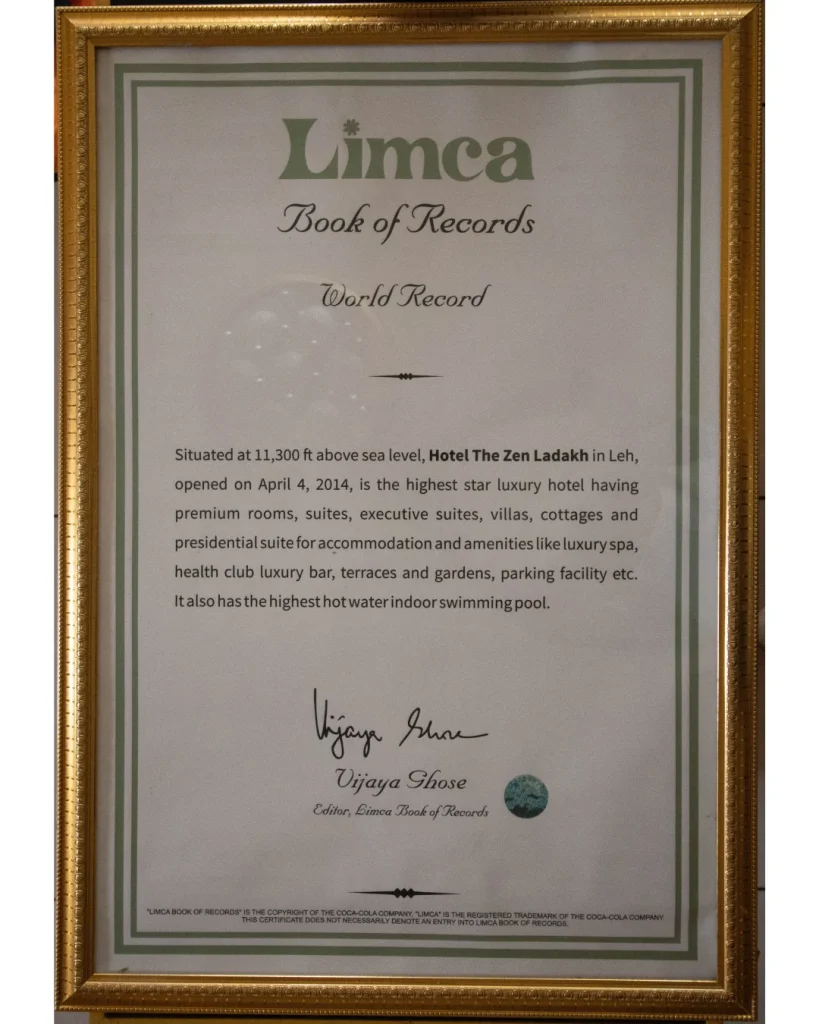 Limca
Book of Records
World Record
Situated at 11,300 ft above sea level, Hotel The Zen Ladakh in Leh,
opened on April 4, 2014, is the highest star luxury hotel having
premium rooms, suites, executive suites, villas, cottages and
presidential suite for accommodation and amenities like luxury spa,
health club luxury bar, terraces and gardens, parking facility etc.
It also has the highest hot water indoor swimming pool.
Vijaya Ghose
Vijaya Ghose
Editor, Limca Book of Records
"LIMCA BOOK OF RECORDS" IS THE COPYRIGHT OF THE COCA-COLA COMPANY, "LIMCA" IS THE REGISTERED TRADEMARK OF THE COCA-COLA COMPANY
THIS CERTIFICATE DOES NOT NECESSARILY DENOTE AN ENTRY INTO LIMCA BOOK OF RECORDS.